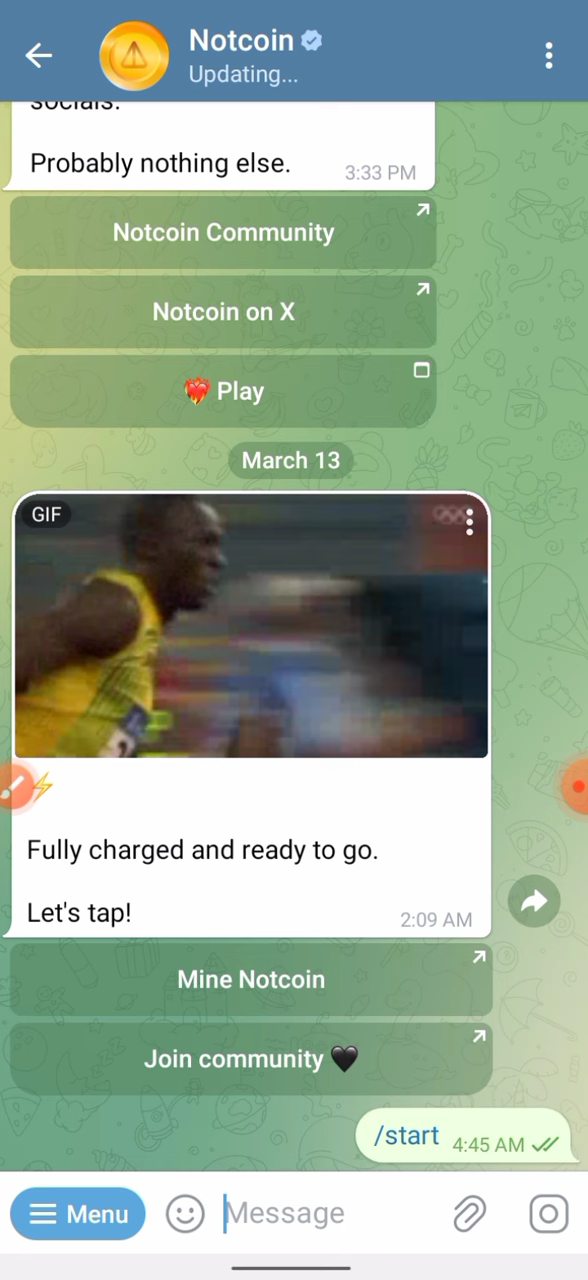 Notcoin
Updating...
socials.
Probably nothing else.
3:33 PM
Notcoin Community
Notcoin on X
❤️‍🔥 Play
March 13
GIF
⚡
Fully charged and ready to go.
Let's tap!
2:09 AM
Mine Notcoin
Join community 🖤
/start 4:45 AM
Menu
Message